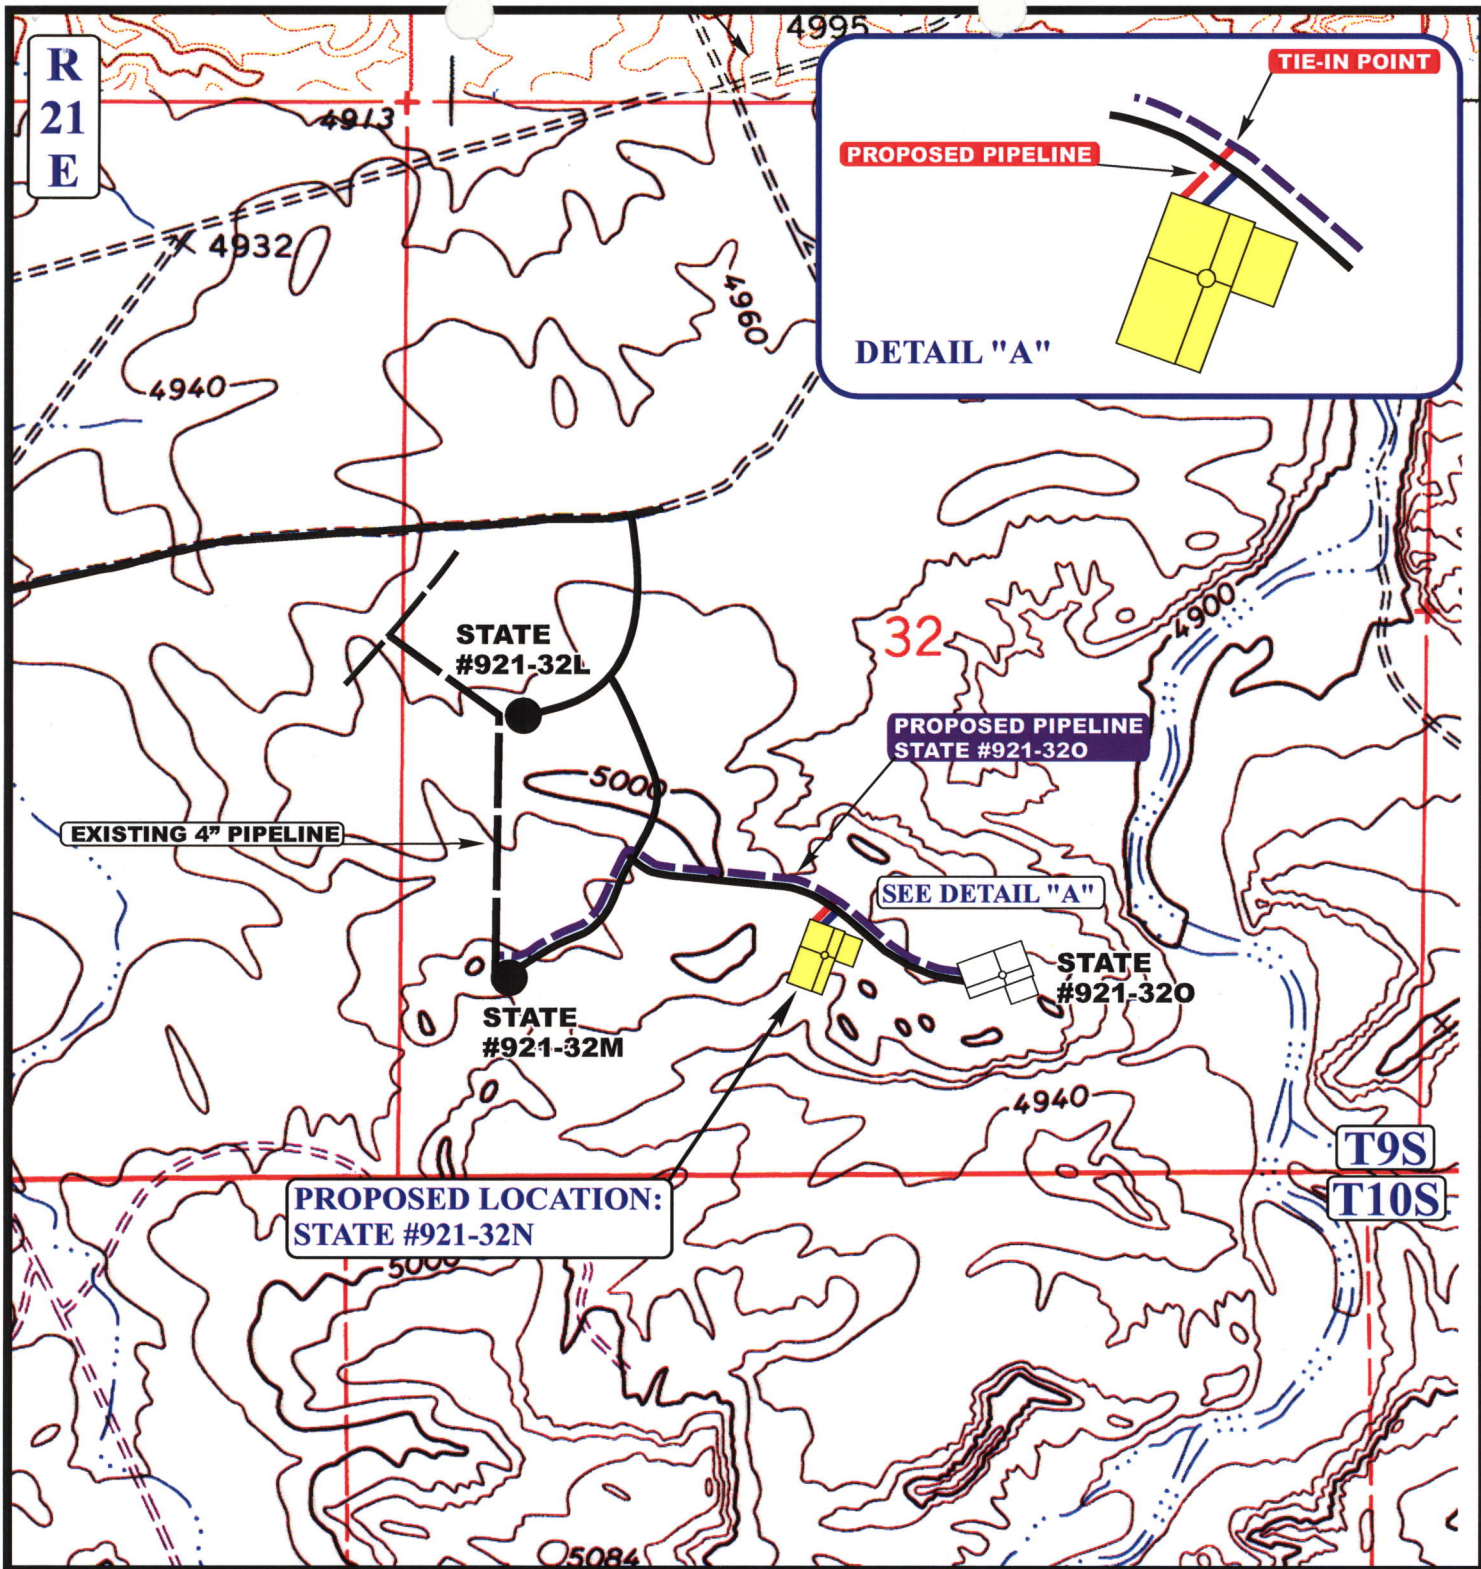 R
21
E
4995
TIE-IN POINT
PROPOSED PIPELINE
DETAIL "A"
4913
4932
4960
4940
STATE
#921-32L
32
4900
PROPOSED PIPELINE
STATE #921-32O
5000
EXISTING 4” PIPELINE
SEE DETAIL "A"
STATE
#921-32O
STATE
#921-32M
4940
T9S
T10S
PROPOSED LOCATION:
STATE #921-32N
5000
5084